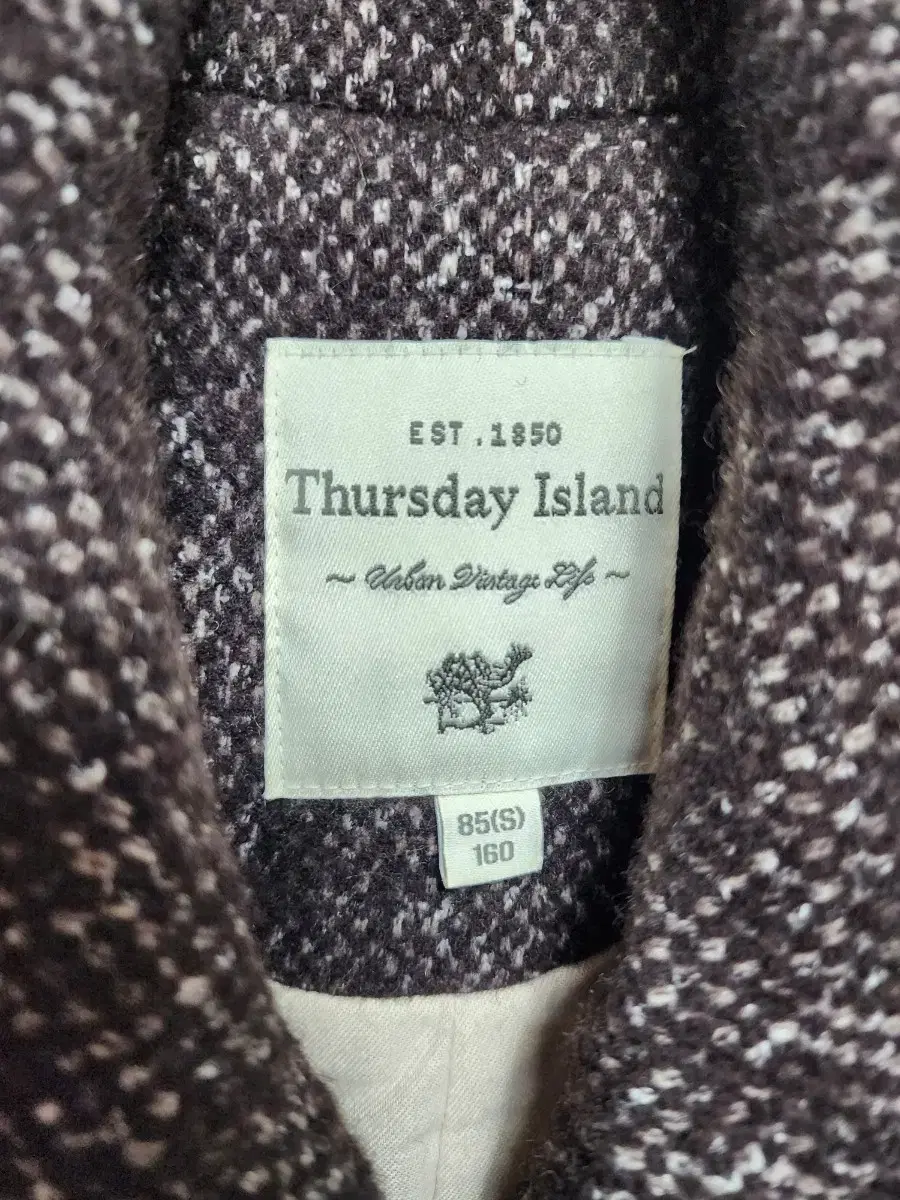 EST.1850
Thursday Island
~ Urban Vintage Life ~
85(S)
160